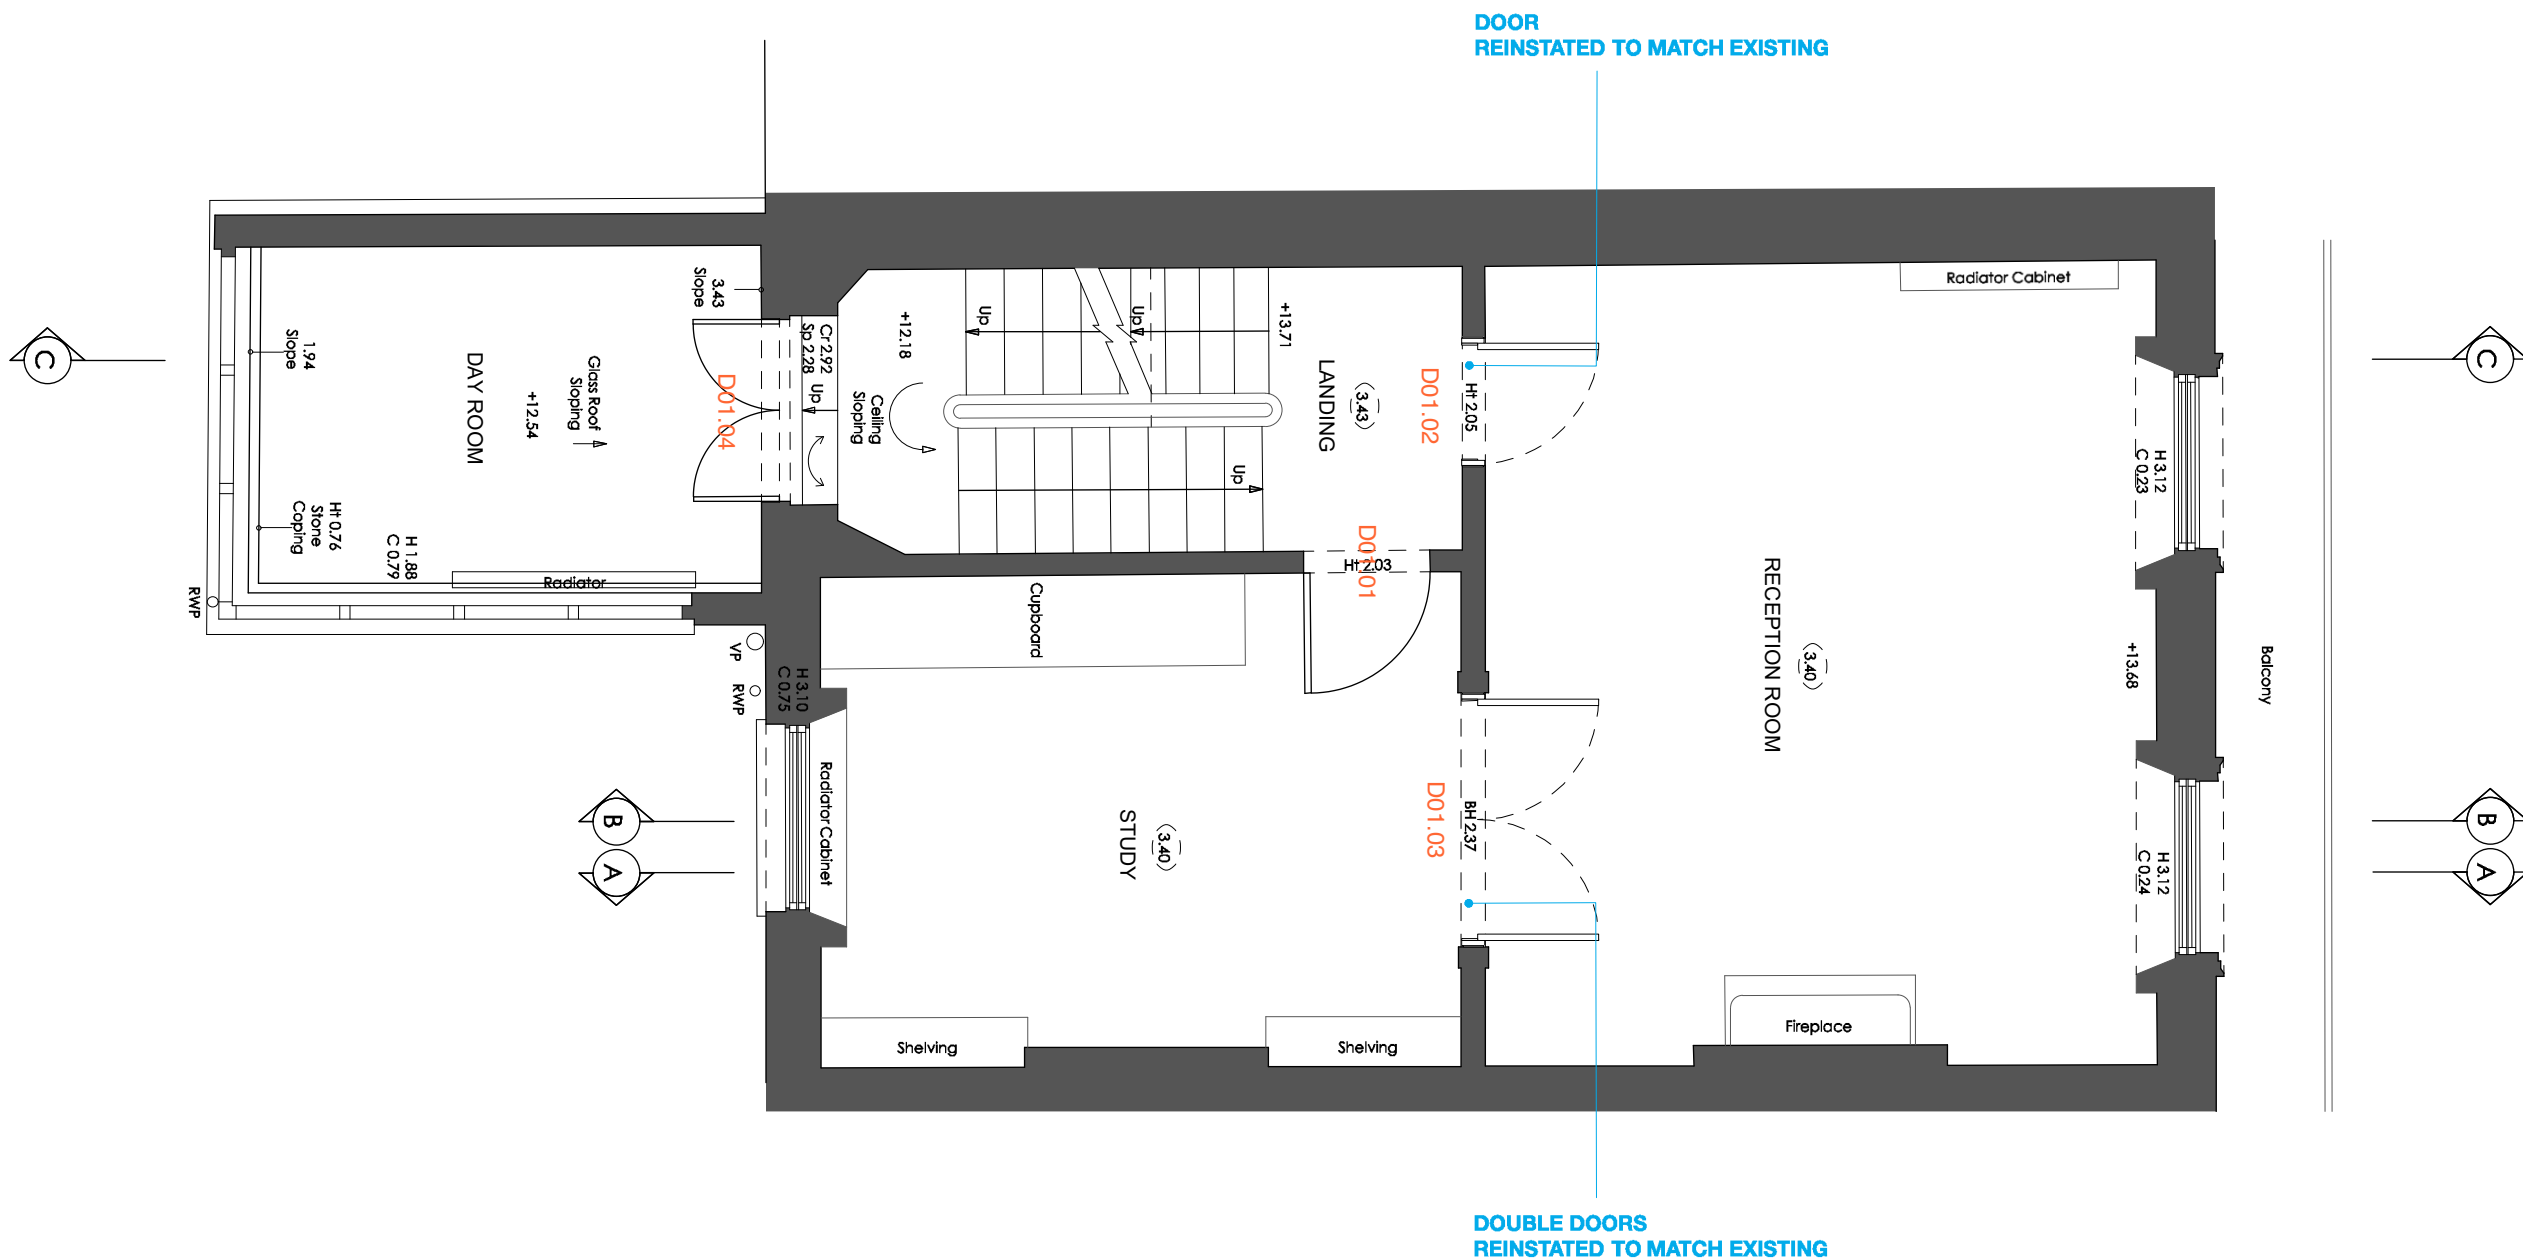 DOOR
REINSTATED TO MATCH EXISTING
Radiator Cabinet
3.43
Slope
1.94
Slope
Cr 2.92
Sp 2.28
Up
+12.18
Up
Up
+13.71
Up
C
C
DAY ROOM
Glass Roof
Sloping
+12.54
D01.04
Ceiling
Sloping
LANDING
(3.43)
D01.02
Ht 2.05
H 3.12
C 0.23
Ht 0.76
Stone
Coping
H 1.88
C 0.79
Radiator
RWP
D01.01
Ht 2.03
Cupboard
RECEPTION ROOM
(3.40)
+13.68
Balcony
VP
RWP
H 3.10
C 0.75
Radiator Cabinet
B
A
STUDY
(3.40)
D01.03
BH 2.37
H 3.12
C 0.24
B
A
Shelving
Shelving
Fireplace
DOUBLE DOORS
REINSTATED TO MATCH EXISTING